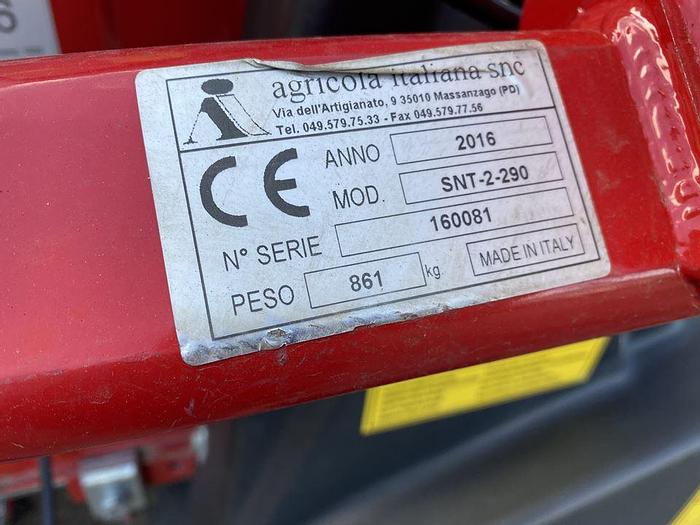 agricola italiana snc
Via dell'Artigianato, 9 35010 Massanzago (PD)
Tel. 049.579.75.33 - Fax 049.579.77.56
CE
ANNO 2016
MOD. SNT-2-290
N° SERIE 160081
PESO 861 kg. MADE IN ITALY